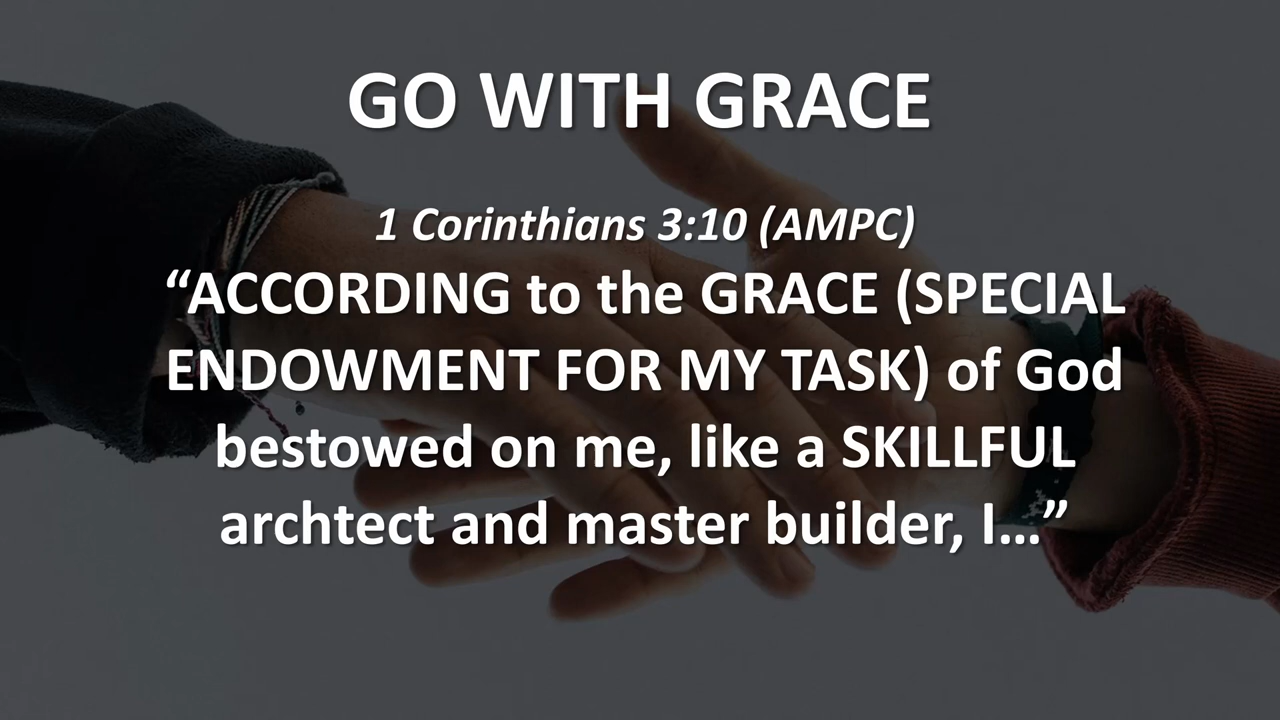 GO WITH GRACE
1 Corinthians 3:10 (AMPC)
“ACCORDING to the GRACE (SPECIAL
ENDOWMENT FOR MY TASK) of God
bestowed on me, like a SKILLFUL
archtect and master builder, I…”